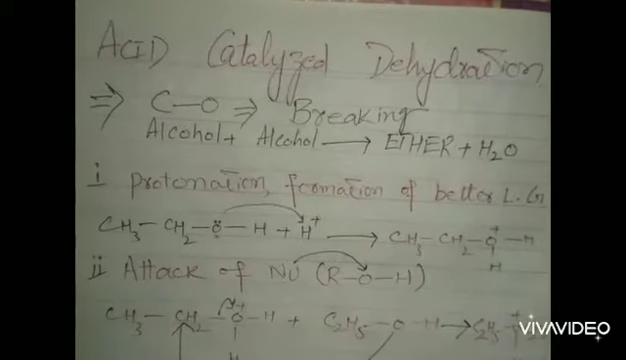 ACID Catalyzed Dehydration
⇒ C-O ⇒ Breaking
Alcohol + Alcohol → ETHER + H2O
i protonation, formation of better L.G
CH3-CH2-Ö-H + H+ → CH3-CH2-O+-H
H
ii Attack of NU (R-O-H)
CH3-CH2-O+-H + C2H5-O-H →
H
VIVAVIDEO